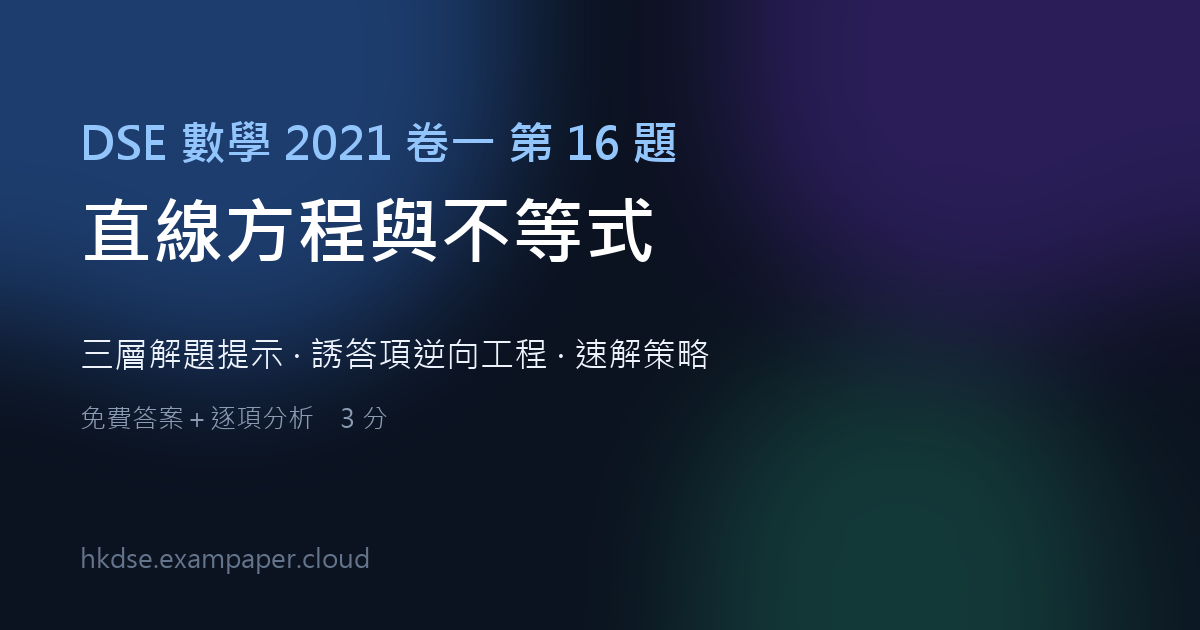 DSE 數學 2021 卷一 第 16 題
直線方程與不等式
三層解題提示 · 誘答項逆向工程 · 速解策略
免費答案 + 逐項分析 3 分
hkdse.exampaper.cloud